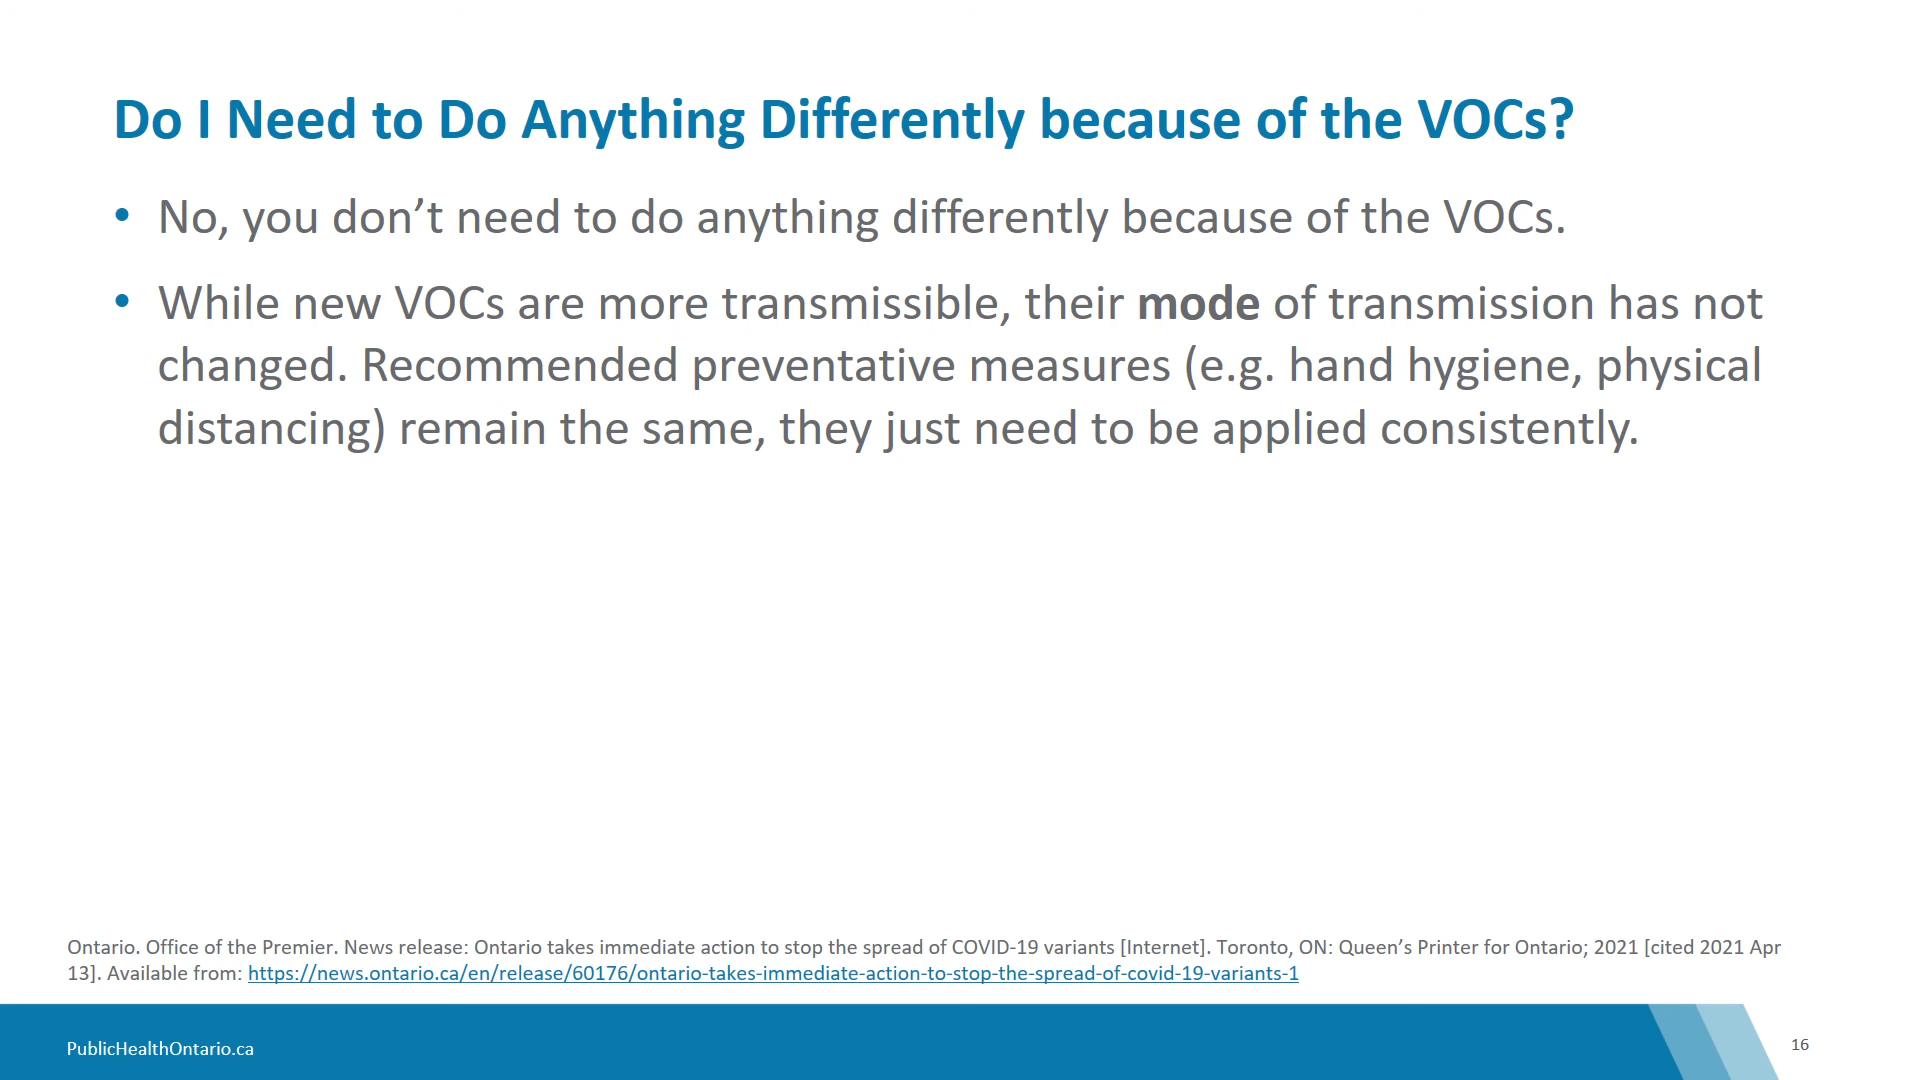 Do I Need to Do Anything Differently because of the VOCs?
• No, you don’t need to do anything differently because of the VOCs.
• While new VOCs are more transmissible, their mode of transmission has not
changed. Recommended preventative measures (e.g. hand hygiene, physical
distancing) remain the same, they just need to be applied consistently.
Ontario. Office of the Premier. News release: Ontario takes immediate action to stop the spread of COVID-19 variants [Internet]. Toronto, ON: Queen’s Printer for Ontario; 2021 [cited 2021 Apr
13]. Available from: https://news.ontario.ca/en/release/60176/ontario-takes-immediate-action-to-stop-the-spread-of-covid-19-variants-1
PublicHealthOntario.ca
16